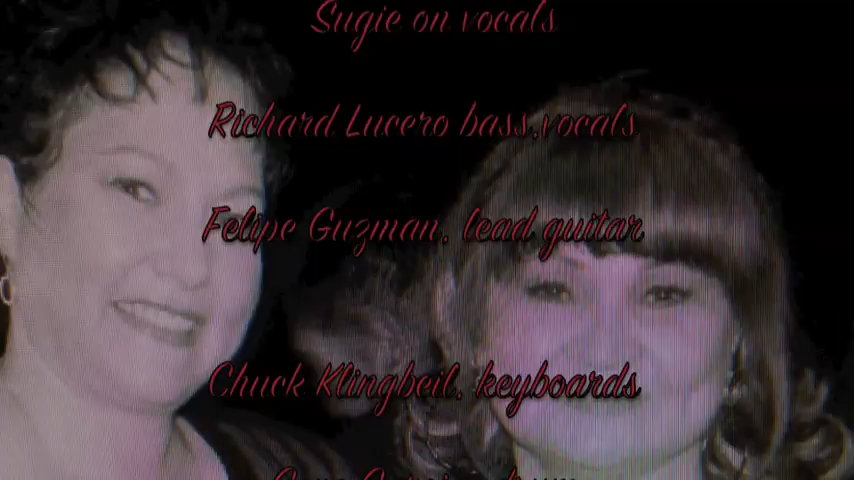 Sugie on vocals
Richard Lucero bass,vocals
Felipe Guzman, lead guitar
Chuck Klingbeil, keyboards